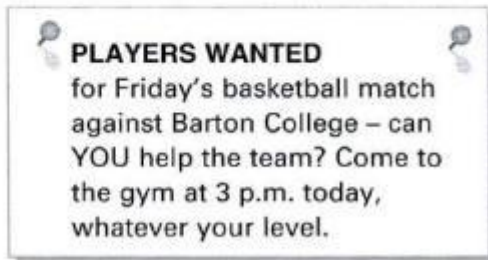 PLAYERS WANTED
for Friday's basketball match
against Barton College – can
YOU help the team? Come to
the gym at 3 p.m. today,
whatever your level.